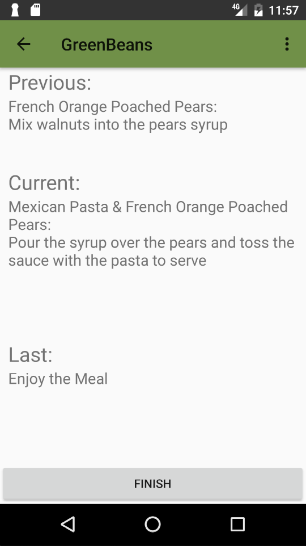 4G 11:57
GreenBeans
Previous:
French Orange Poached Pears:
Mix walnuts into the pears syrup
Current:
Mexican Pasta & French Orange Poached
Pears:
Pour the syrup over the pears and toss the
sauce with the pasta to serve
Last:
Enjoy the Meal
FINISH